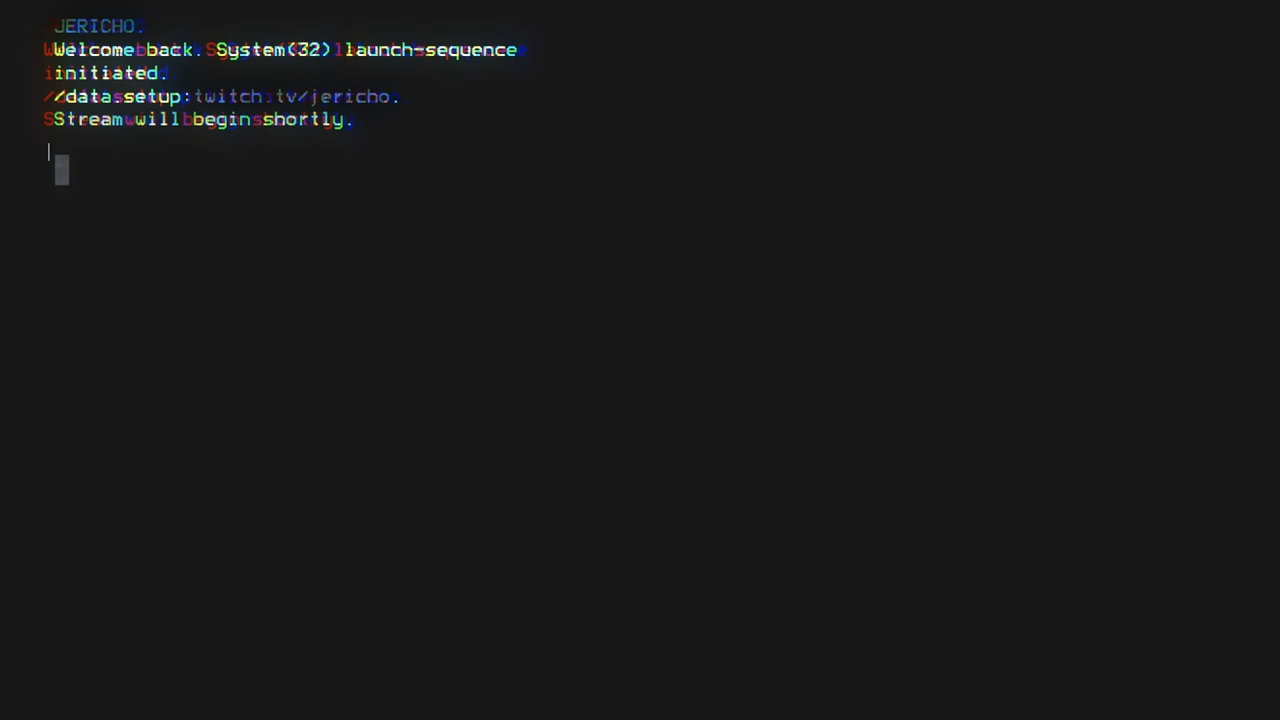 JERICHO.
Welcome back. System(32) launch-sequence
initiated.
//data.setup:twitch.tv/jericho.
Stream will begin shortly.